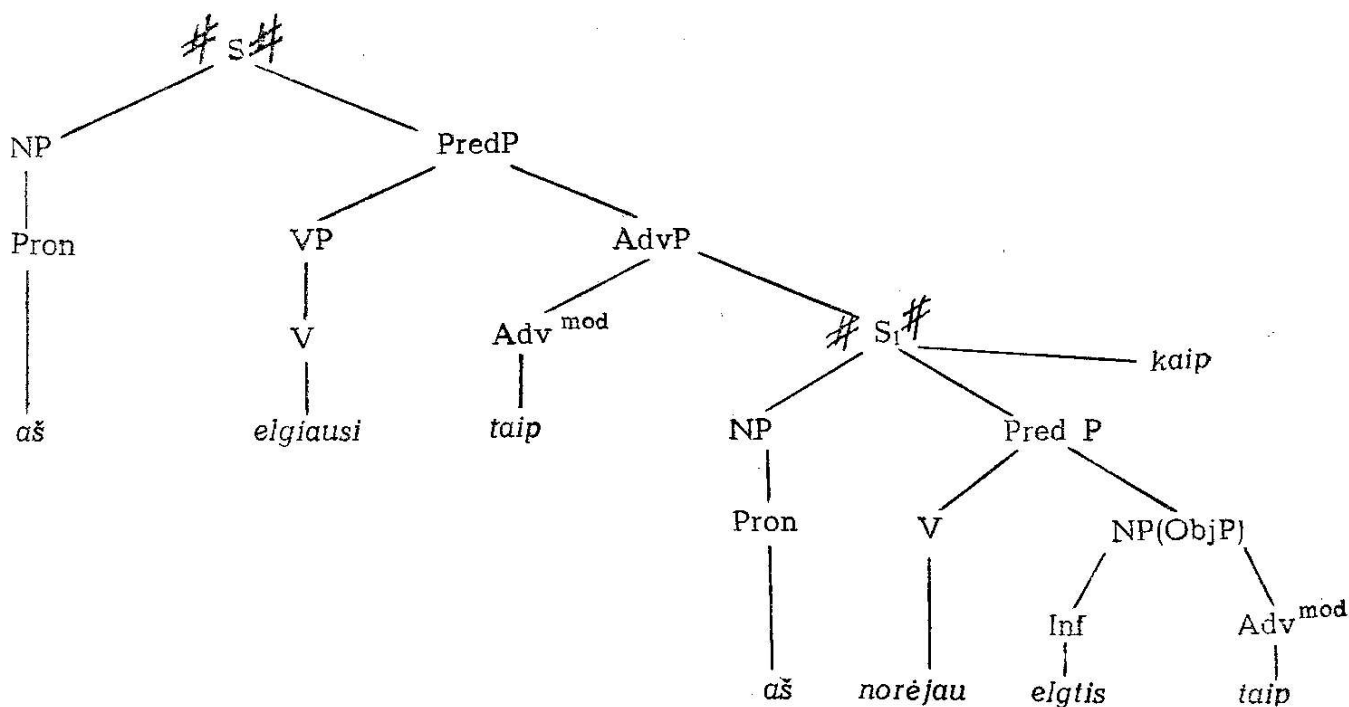 # S #
NP PredP
Pron VP AdvP
V Adv mod # S₁ # kaip
aš elgiausi taip NP Pred P
Pron V NP(ObjP)
Inf Adv mod
aš norėjau elgtis taip